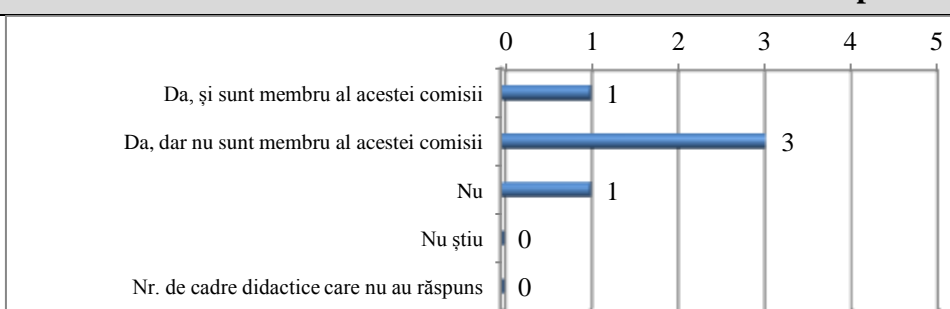 0 1 2 3 4 5
Da, și sunt membru al acestei comisii 1
Da, dar nu sunt membru al acestei comisii 3
Nu 1
Nu știu 0
Nr. de cadre didactice care nu au răspuns 0